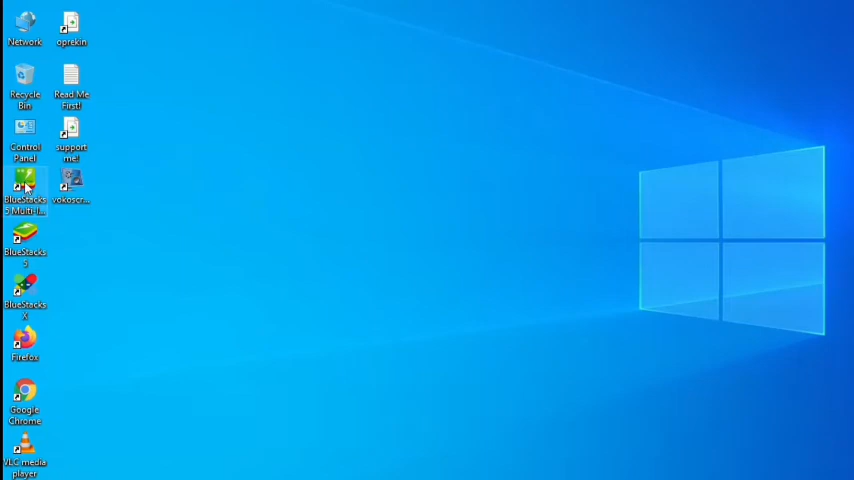 Network
Recycle
Bin
Control
Panel
BlueStacks
5 Multi-I...
BlueStacks
5
BlueStacks
X
Firefox
Google
Chrome
VLC media
player
oprekin
Read Me
First!
support
me!
vokoscr...